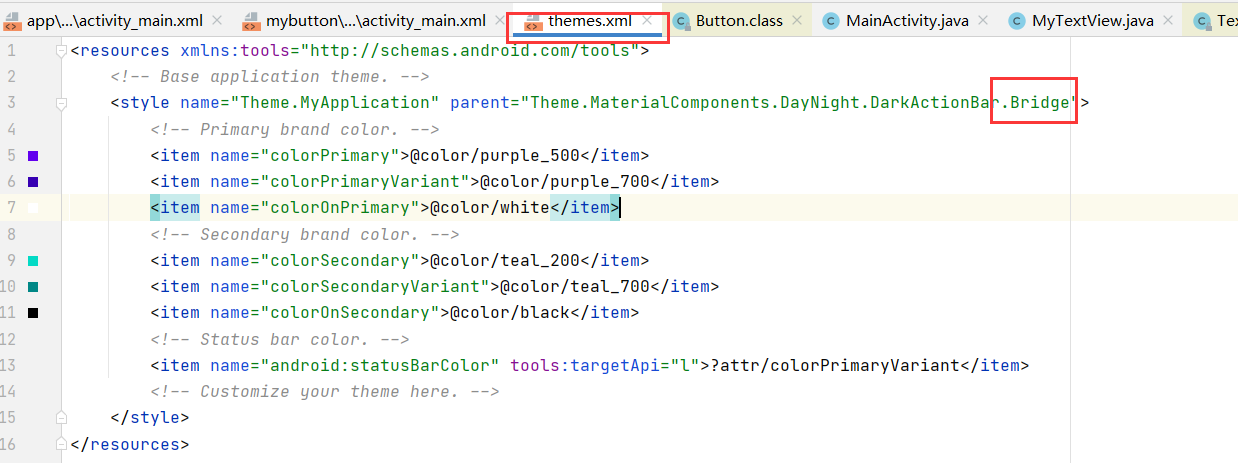 app\...\activity_main.xml mybutton\...\activity_main.xml themes.xml Button.class MainActivity.java MyTextView.java Tex
1 <resources xmlns:tools="http://schemas.android.com/tools">
2 <!-- Base application theme. -->
3 <style name="Theme.MyApplication" parent="Theme.MaterialComponents.DayNight.DarkActionBar.Bridge">
4 <!-- Primary brand color. -->
5 <item name="colorPrimary">@color/purple_500</item>
6 <item name="colorPrimaryVariant">@color/purple_700</item>
7 <item name="colorOnPrimary">@color/white</item>
8 <!-- Secondary brand color. -->
9 <item name="colorSecondary">@color/teal_200</item>
10 <item name="colorSecondaryVariant">@color/teal_700</item>
11 <item name="colorOnSecondary">@color/black</item>
12 <!-- Status bar color. -->
13 <item name="android:statusBarColor" tools:targetApi="l">?attr/colorPrimaryVariant</item>
14 <!-- Customize your theme here. -->
15 </style>
16 </resources>